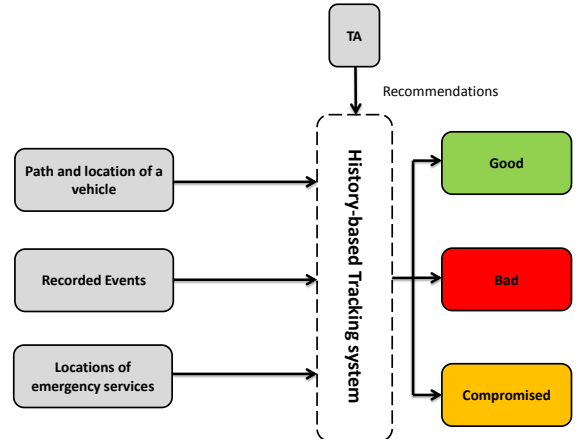 TA
Recommendations
Path and location of a
vehicle
Recorded Events
Locations of
emergency services
History-based Tracking system
Good
Bad
Compromised